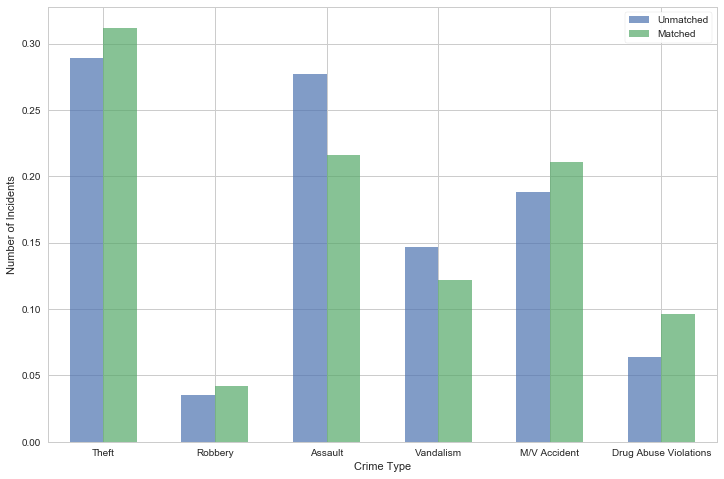 Unmatched
Matched
0.30
0.25
0.20
0.15
0.10
0.05
0.00
Number of Incidents
Theft Robbery Assault Vandalism M/V Accident Drug Abuse Violations
Crime Type